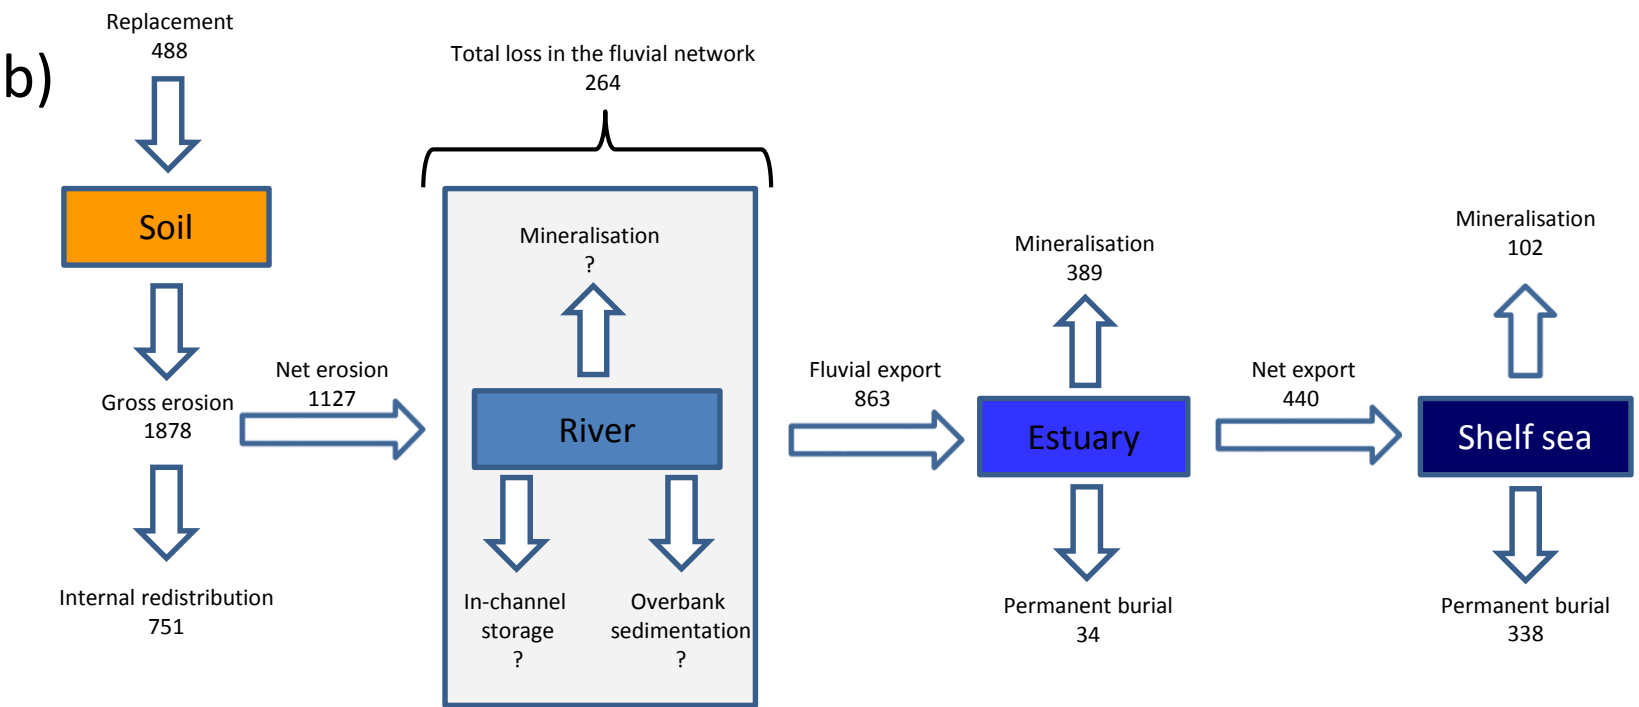 b)
Replacement
488
Soil
Gross erosion
1878
Internal redistribution
751
Net erosion
1127
Total loss in the fluvial network
264
Mineralisation
?
River
In-channel
storage
?
Overbank
sedimentation
?
Fluvial export
863
Mineralisation
389
Estuary
Permanent burial
34
Net export
440
Mineralisation
102
Shelf sea
Permanent burial
338